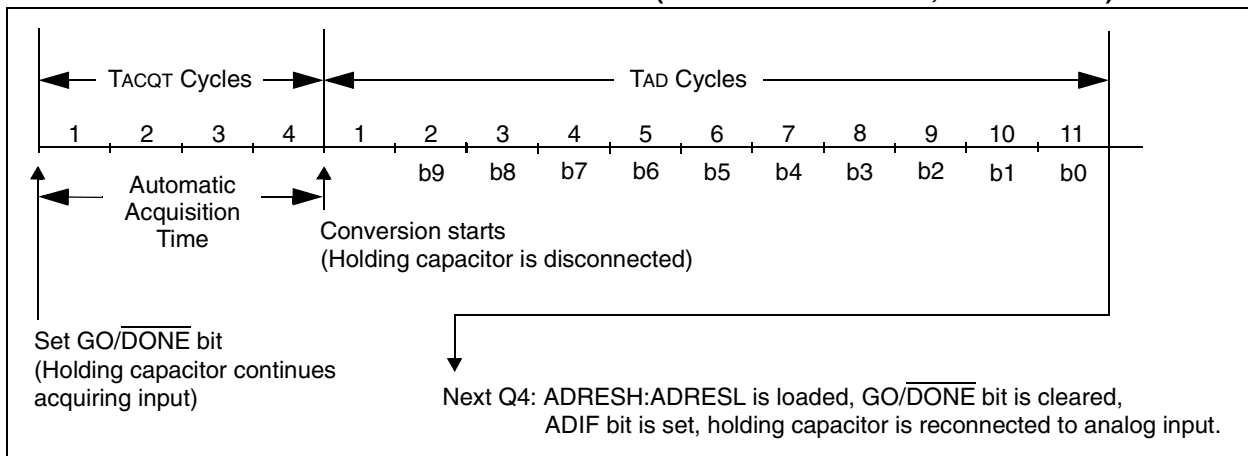 TACQT Cycles
TAD Cycles
1 2 3 4 1 2 3 4 5 6 7 8 9 10 11
b9 b8 b7 b6 b5 b4 b3 b2 b1 b0
Automatic
Acquisition
Time
Conversion starts
(Holding capacitor is disconnected)
Set GO/DONE bit
(Holding capacitor continues
acquiring input)
Next Q4: ADRESH:ADRESL is loaded, GO/DONE bit is cleared,
ADIF bit is set, holding capacitor is reconnected to analog input.